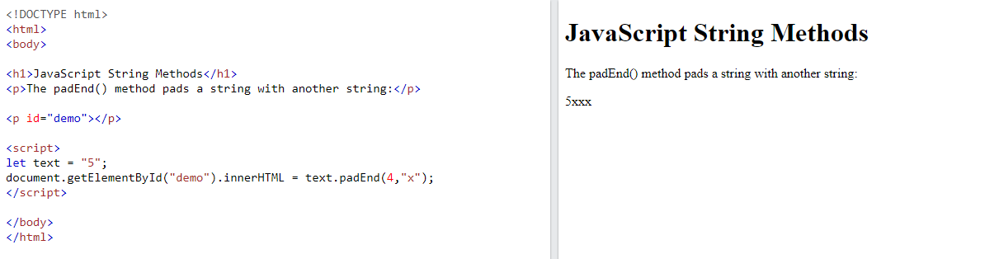 <!DOCTYPE html>
<html>
<body>
<h1>JavaScript String Methods</h1>
<p>The padEnd() method pads a string with another string:</p>
<p id="demo"></p>
<script>
let text = "5";
document.getElementById("demo").innerHTML = text.padEnd(4,"x");
</script>
</body>
</html>
JavaScript String Methods
The padEnd() method pads a string with another string:
5xxx